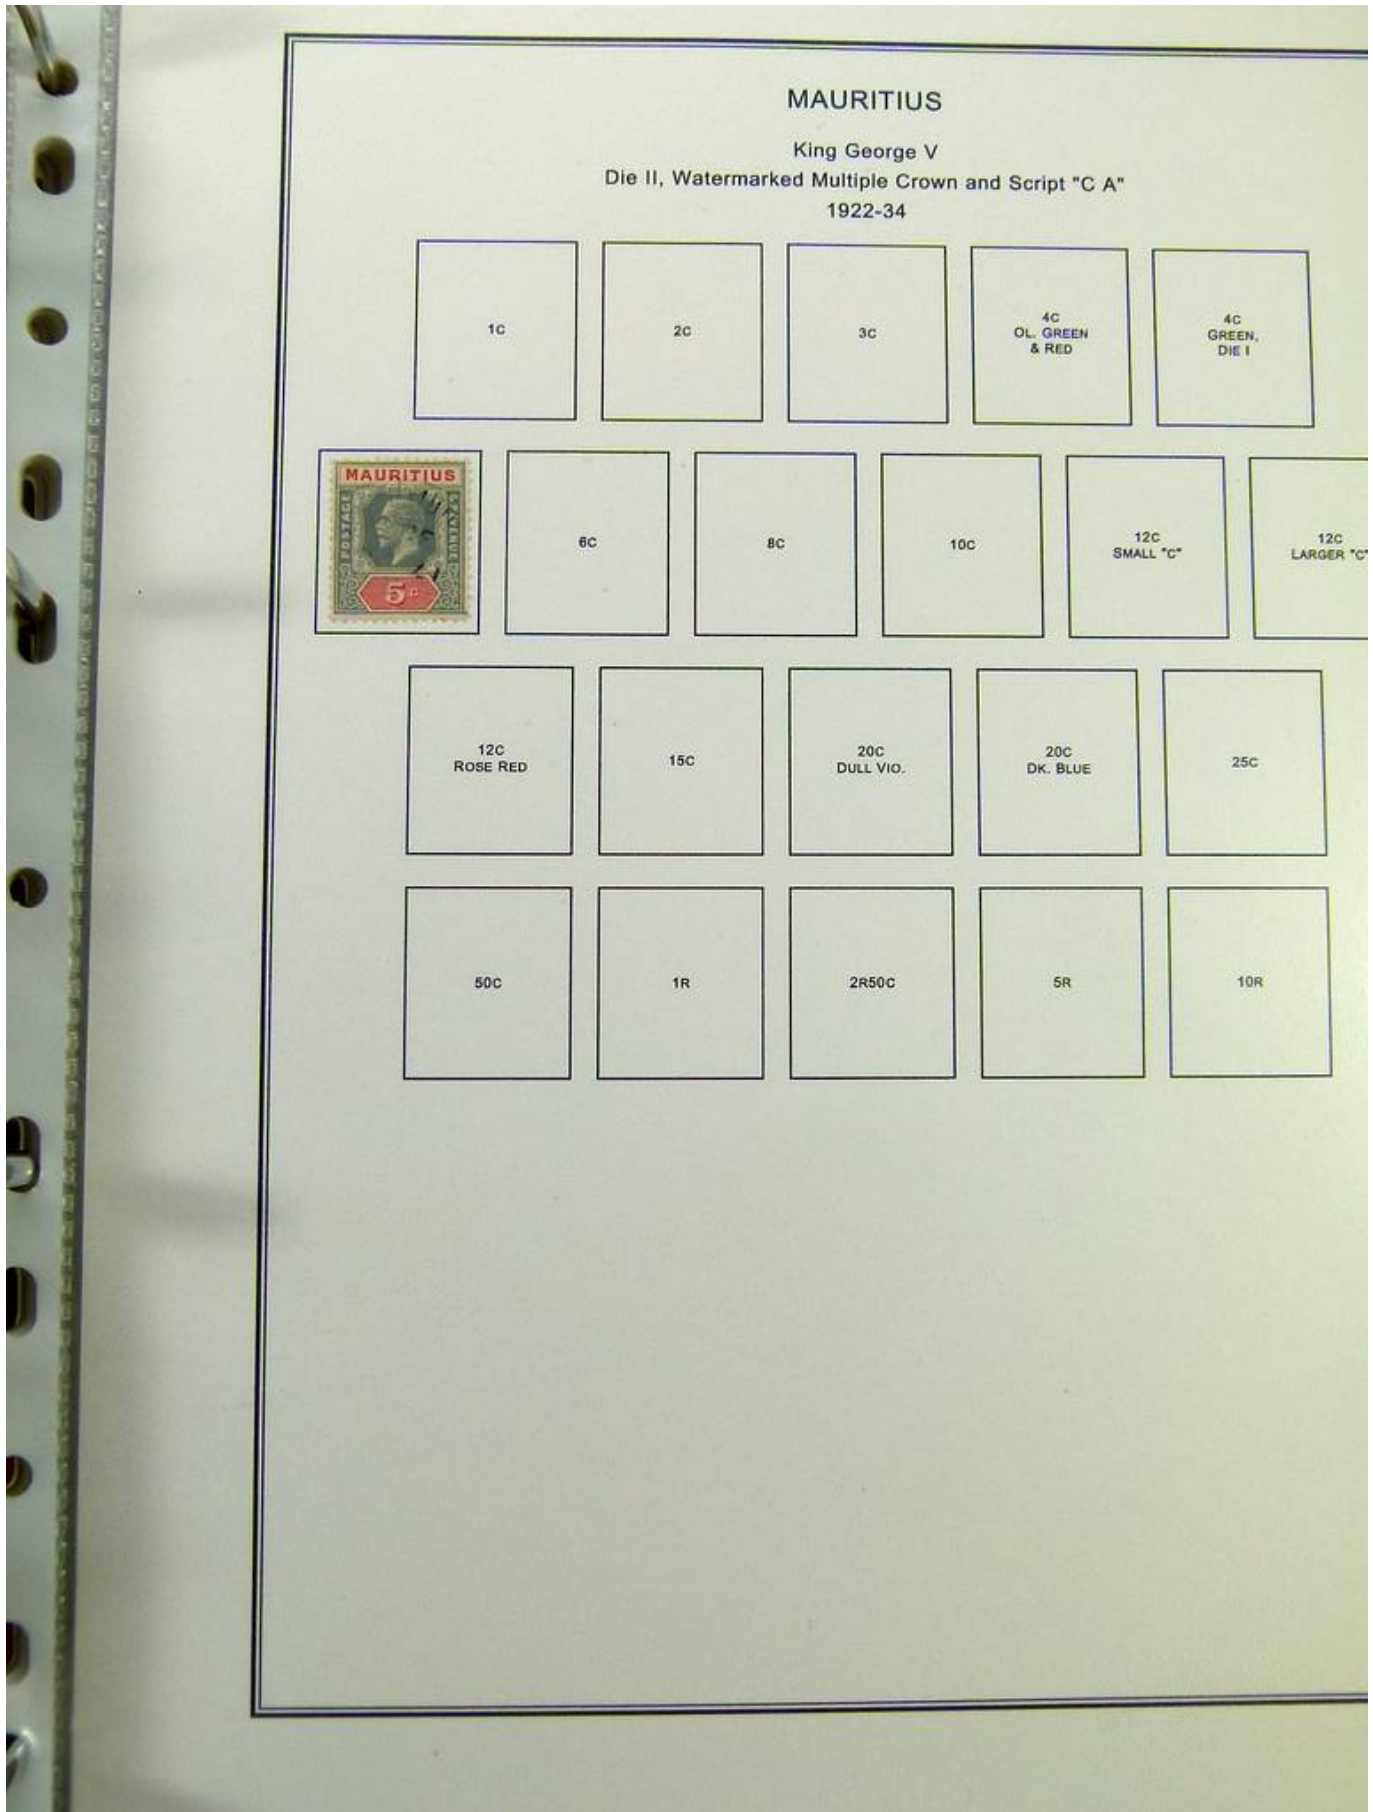 MAURITIUS
King George V
Die II, Watermarked Multiple Crown and Script "C A"
1922-34
1C
2C
3C
4C
OL. GREEN
& RED
4C
GREEN,
DIE I
MAURITIUS
POSTAGE
REVENUE
5c
6C
8C
10C
12C
SMALL "C"
12C
LARGER "C"
12C
ROSE RED
15C
20C
DULL VIO.
20C
DK. BLUE
25C
50C
1R
2R50C
5R
10R